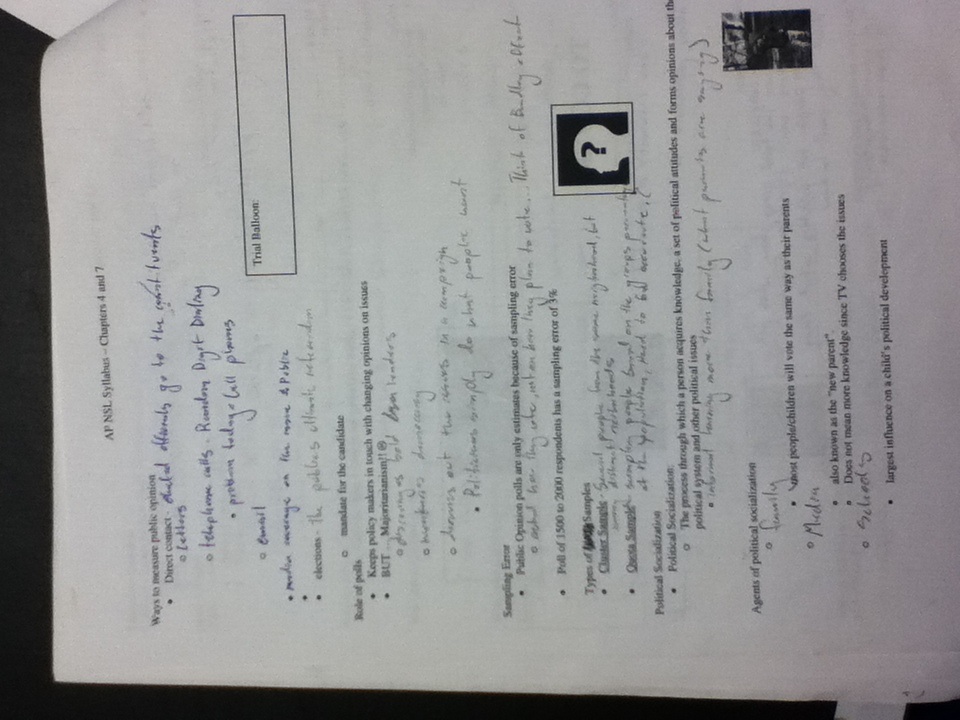 AP NSL Syllabus – Chapters 4 and 7
Ways to measure public opinion
• Direct contact - elected officials go to the constituents
o letters
o telephone calls - Random Digit Dialing
• problem today = Cell phones
o email
Trial Balloon:
• media coverage on the issue & Public
•
• elections - The publics ultimate referendum
o mandate for the candidate
Role of polls
• Keeps policy makers in touch with changing opinions on issues
• BUT ... Majoritarianism!! ☹
o discourages bold leaders
o democracy
o drowns out the issues in a campaign
• Politicians simply do what people want
Sampling Error
• Public Opinion polls are only estimates because of sampling error
o how they vote, not on how they plan to vote... Think of Bradley effect
• Poll of 1500 to 2000 respondents has a sampling error of 3%
Types of Samples
• Cluster Sample - Several people from the same neighborhood, but
many different neighborhoods
• Quota Sample - sampling people based on the groups
of the population, Hard to be accurate,
?
Political Socialization
• Political Socialization:
o The process through which a person acquires knowledge, a set of political attitudes and forms opinions about the
political system and other political issues
• informal learning more than family (what parents are saying)
Agents of political socialization
o family
• most people/children will vote the same way as their parents
o Media
• also known as the "new parent"
• Does not mean more knowledge since TV chooses the issues
o Schools
• largest influence on a child's political development